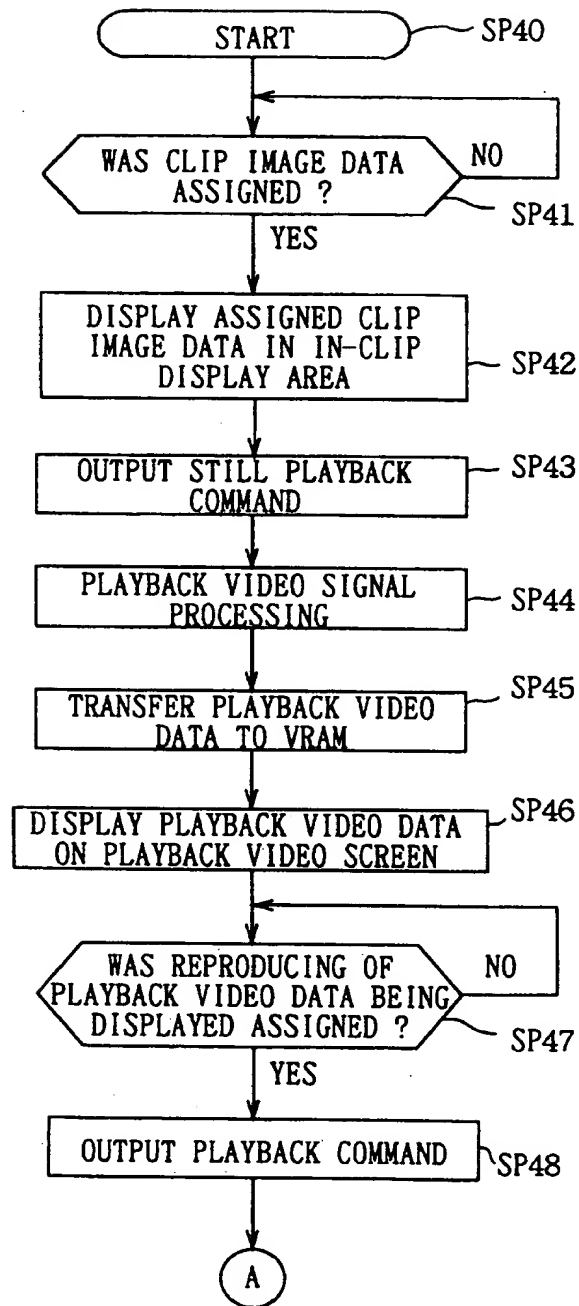 START
SP40
WAS CLIP IMAGE DATA
ASSIGNED ?
NO
SP41
YES
DISPLAY ASSIGNED CLIP
IMAGE DATA IN IN-CLIP
DISPLAY AREA
SP42
OUTPUT STILL PLAYBACK
COMMAND
SP43
PLAYBACK VIDEO SIGNAL
PROCESSING
SP44
TRANSFER PLAYBACK VIDEO
DATA TO VRAM
SP45
DISPLAY PLAYBACK VIDEO DATA
ON PLAYBACK VIDEO SCREEN
SP46
WAS REPRODUCING OF
PLAYBACK VIDEO DATA BEING
DISPLAYED ASSIGNED ?
NO
SP47
YES
OUTPUT PLAYBACK COMMAND
SP48
A